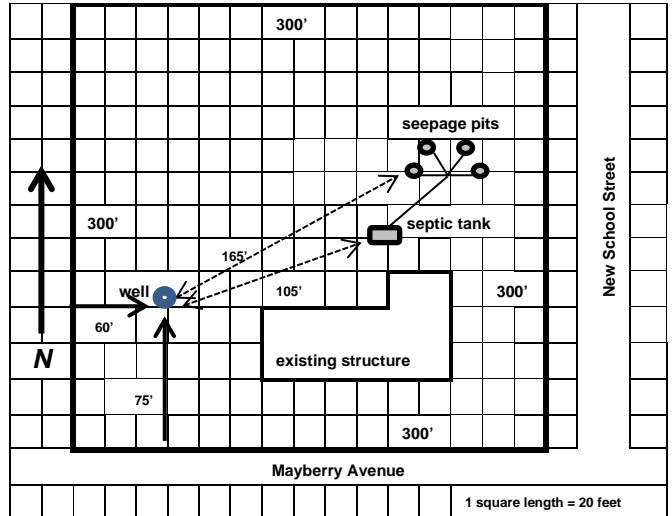 300’
seepage pits
New School Street
300’
septic tank
165’
well
105’
300’
60’
N
existing structure
75’
300’
Mayberry Avenue
1 square length = 20 feet